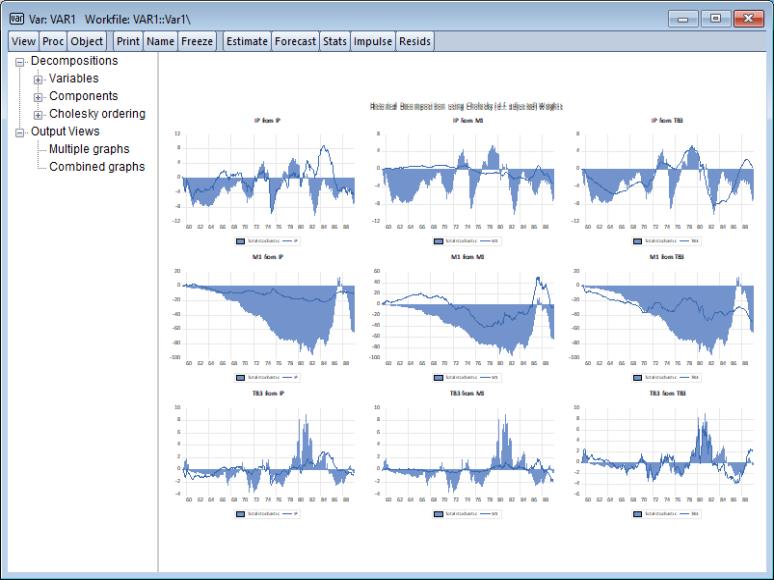 Var: VAR1 Workfile: VAR1::Var1\
View Proc Object Print Name Freeze Estimate Forecast Stats Impulse Resids
Decompositions
Variables
Components
Cholesky ordering
Output Views
Multiple graphs
Combined graphs
Historical Decomposition using Cholesky (d.f. adjusted) Weights
IP from IP
IP from M1
IP from TB3
12 8 4 0 -4 -8 -12
8 4 0 -4 -8 -12
8 4 0 -4 -8 -12
60 62 64 66 68 70 72 74 76 78 80 82 84 86 88
60 62 64 66 68 70 72 74 76 78 80 82 84 86 88
60 62 64 66 68 70 72 74 76 78 80 82 84 86 88
Total stochastic IP
Total stochastic M1
Total stochastic TB3
M1 from IP
M1 from M1
M1 from TB3
20 0 -20 -40 -60 -80 -100
60 40 20 0 -20 -40 -60 -80 -100
20 0 -20 -40 -60 -80 -100
60 62 64 66 68 70 72 74 76 78 80 82 84 86 88
60 62 64 66 68 70 72 74 76 78 80 82 84 86 88
60 62 64 66 68 70 72 74 76 78 80 82 84 86 88
Total stochastic IP
Total stochastic M1
Total stochastic TB3
TB3 from IP
TB3 from M1
TB3 from TB3
10 8 6 4 2 0 -2 -4
10 8 6 4 2 0 -2 -4
10 8 6 4 2 0 -2 -4 -6
60 62 64 66 68 70 72 74 76 78 80 82 84 86 88
60 62 64 66 68 70 72 74 76 78 80 82 84 86 88
60 62 64 66 68 70 72 74 76 78 80 82 84 86 88
Total stochastic IP
Total stochastic M1
Total stochastic TB3